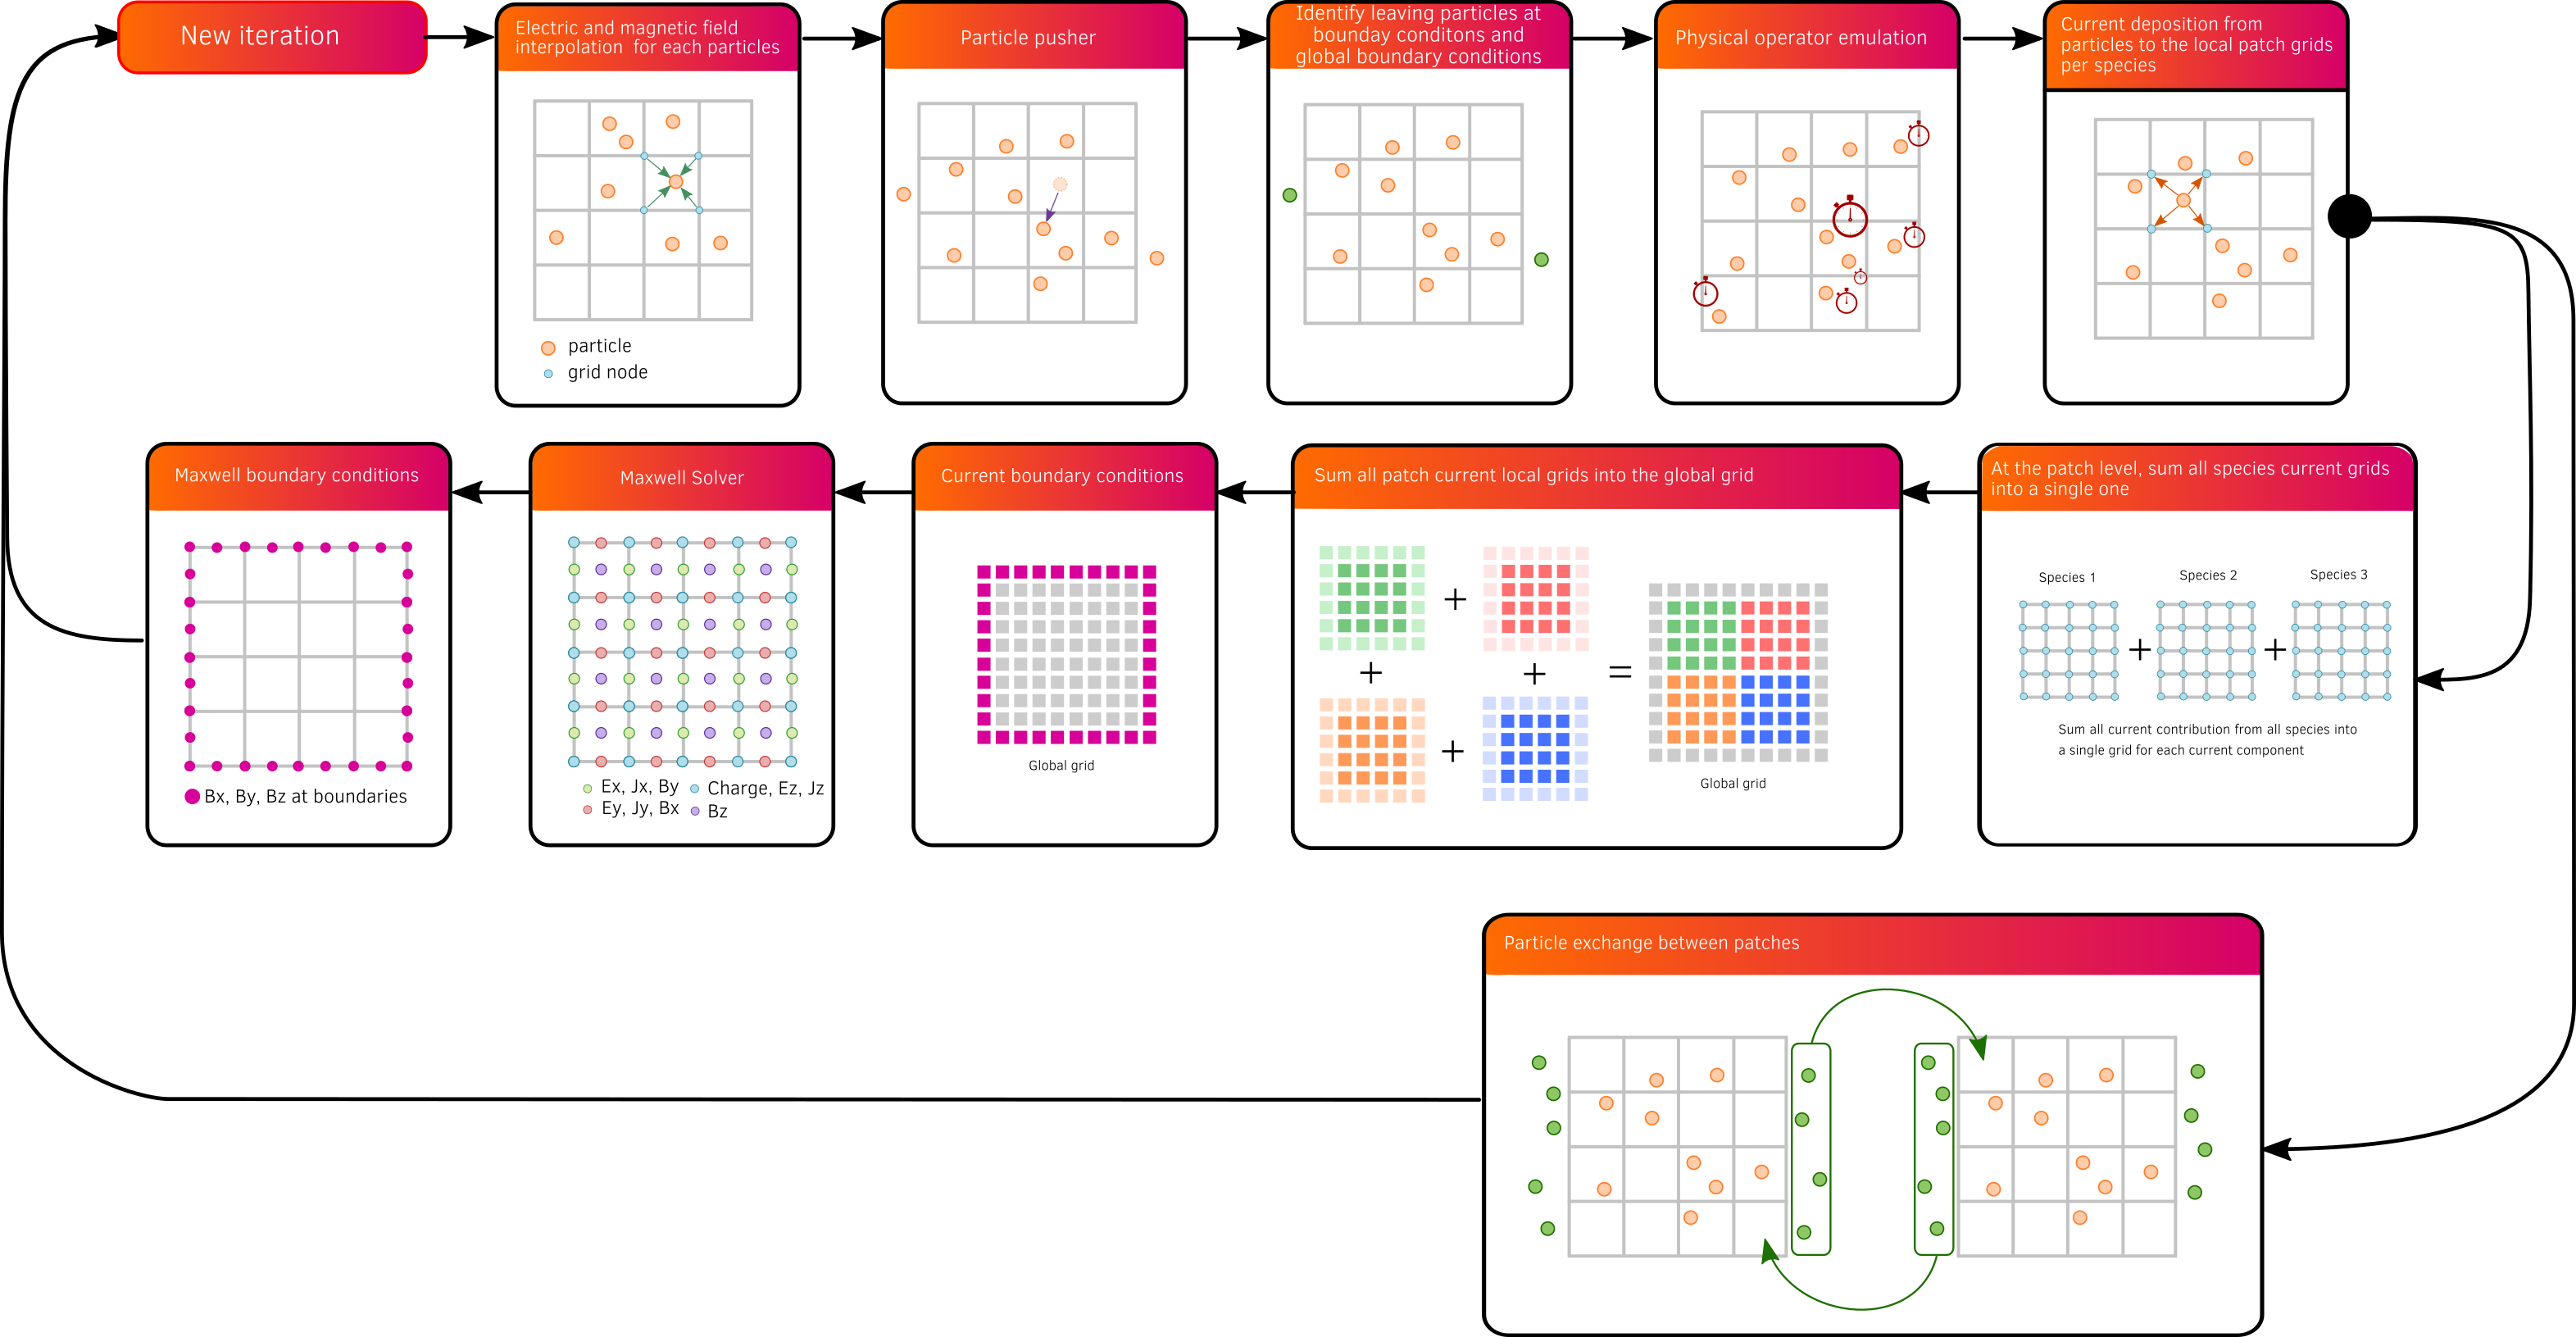 New iteration
Electric and magnetic field
interpolation for each particles
particle
grid node
Particle pusher
Identify leaving particles at
bounday conditons and
global boundary conditions
Physical operator emulation
Current deposition from
particles to the local patch grids
per species
Maxwell boundary conditions
Bx, By, Bz at boundaries
Maxwell Solver
Ex, Jx, By
Charge, Ez, Jz
Ey, Jy, Bx
Bz
Current boundary conditions
Global grid
Sum all patch current local grids into the global grid
+
+
+
+
=
Global grid
At the patch level, sum all species current grids
into a single one
Species 1
Species 2
Species 3
+
+
Sum all current contribution from all species into
a single grid for each current component
Particle exchange between patches